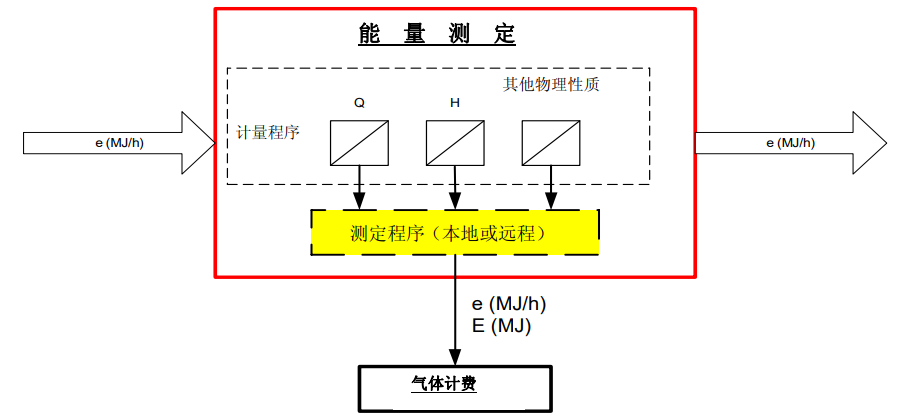 能 量 测 定
其他物理性质
Q
H
计量程序
e (MJ/h)
e (MJ/h)
测定程序（本地或远程）
e (MJ/h)
E (MJ)
气体计费